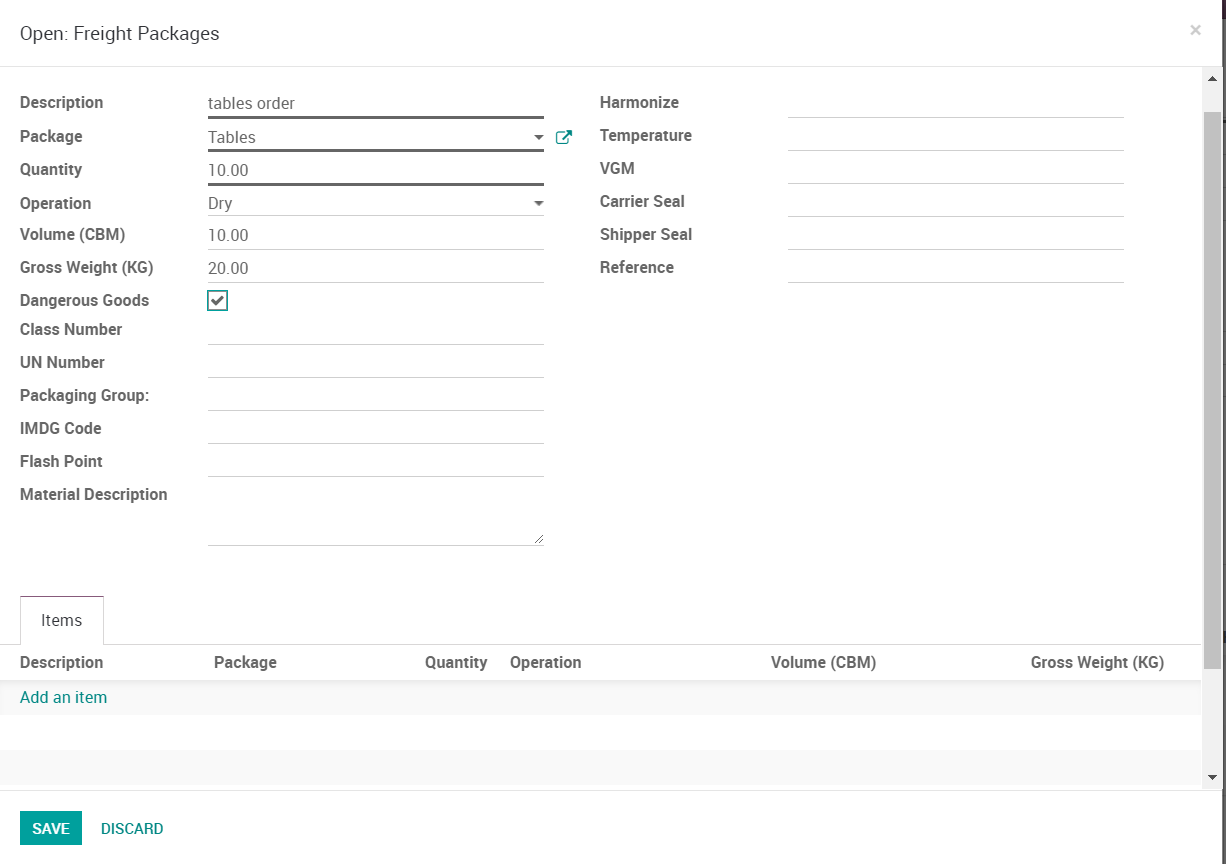 Open: Freight Packages
×
Description tables order
Package Tables
Quantity 10.00
Operation Dry
Volume (CBM) 10.00
Gross Weight (KG) 20.00
Dangerous Goods
Class Number
UN Number
Packaging Group:
IMDG Code
Flash Point
Material Description
Harmonize
Temperature
VGM
Carrier Seal
Shipper Seal
Reference
Items
Description Package Quantity Operation Volume (CBM) Gross Weight (KG)
Add an item
SAVE DISCARD